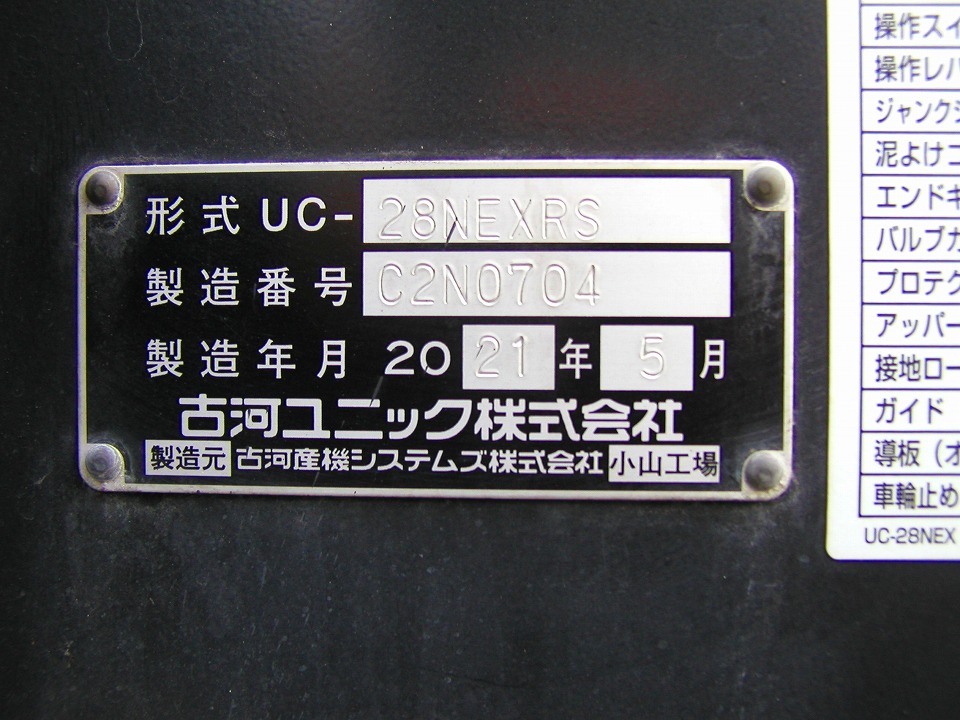 形式 UC-28NEXRS
製造番号 C2N0704
製造年月 2021年 5月
古河ユニック株式会社
製造元 古河産機システムズ株式会社 小山工場
操作スイ
操作レバ
ジャンクシ
泥よけコ
エンドキ
バルブカ
プロテク
アッパー
接地ロー
ガイド
導板（オ
車輪止め
UC-28NEX